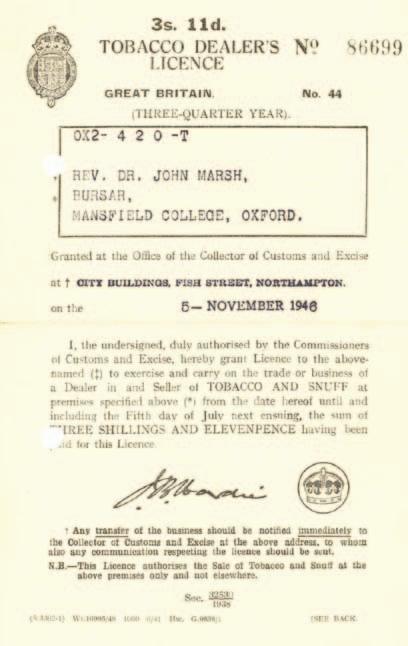 3s. 11d.
TOBACCO DEALER'S Nº 86699
LICENCE
GREAT BRITAIN. No. 44
(THREE-QUARTER YEAR).
OX2- 4 2 0 -T
REV. DR. JOHN MARSH,
BURSAR,
MANSFIELD COLLEGE, OXFORD.
Granted at the Office of the Collector of Customs and Excise
at † CITY BUILDINGS, FISH STREET, NORTHAMPTON.
on the 5- NOVEMBER 1946
I, the undersigned, duly authorised by the Commissioners
of Customs and Excise, hereby grant Licence to the above-
named (‡) to exercise and carry on the trade or business of
a Dealer in and Seller of TOBACCO AND SNUFF at
premises specified above (*) from the date hereof until and
including the Fifth day of July next ensuing, the sum of
THREE SHILLINGS AND ELEVENPENCE having been
paid for this Licence.
† Any transfer of the business should be notified immediately to
the Collector of Customs and Excise at the above address, to whom
also any communication respecting the licence should be sent.
N.B.—This Licence authorises the Sale of Tobacco and Snuff at the
above premises only and not elsewhere.
Sec. 32530
1938
[SEE BACK.